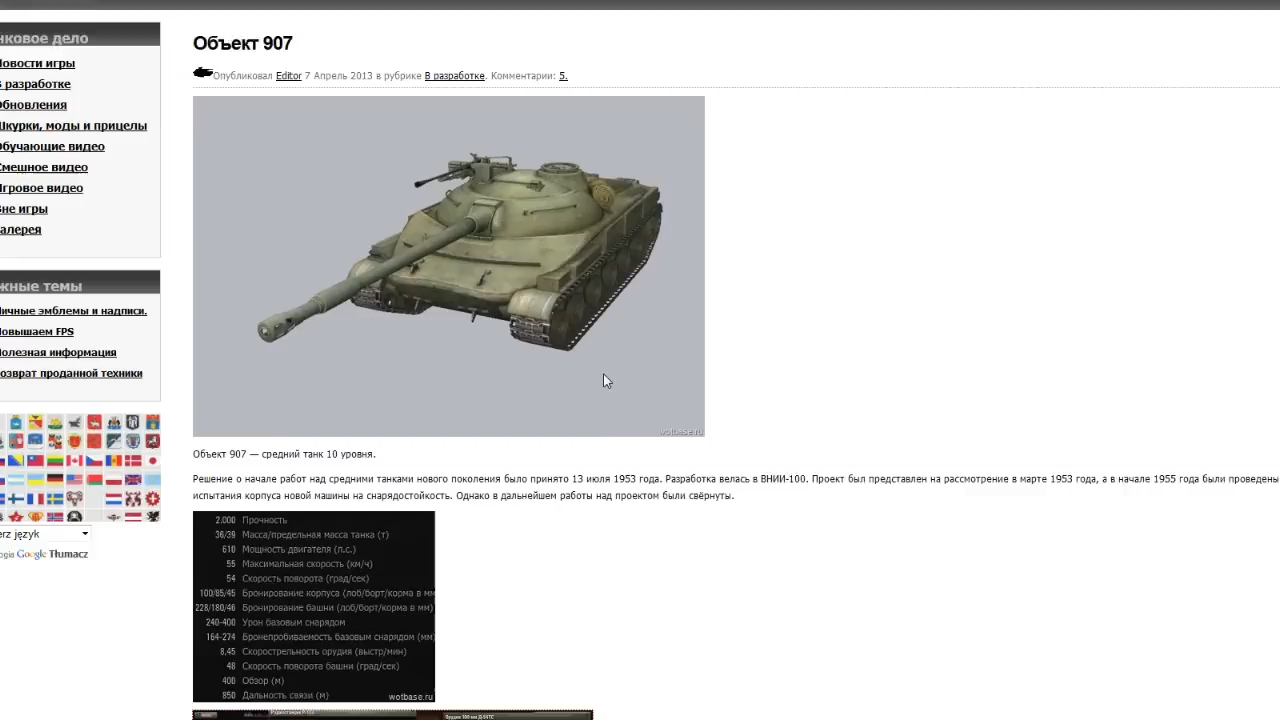 нковое дело
Новости игры
В разработке
Обновления
Шкурки, моды и прицелы
Обучающие видео
Смешное видео
Игровое видео
Вне игры
алерея
жные темы
Личные эмблемы и надписи.
Повышаем FPS
Полезная информация
возврат проданной техники
erz język
ogia Google Tłumacz
Объект 907
Опубликовал Editor 7 Апрель 2013 в рубрике В разработке. Комментарии: 5.
wotbase.ru
Объект 907 — средний танк 10 уровня.
Решение о начале работ над средними танками нового поколения было принято 13 июля 1953 года. Разработка велась в ВНИИ-100. Проект был представлен на рассмотрение в марте 1953 года, а в начале 1955 года были проведены
испытания корпуса новой машины на снарядостойкость. Однако в дальнейшем работы над проектом были свёрнуты.
2.000 Прочность
36/39 Масса/предельная масса танка (т)
610 Мощность двигателя (л.с.)
55 Максимальная скорость (км/ч)
54 Скорость поворота (град/сек)
100/85/45 Бронирование корпуса (лоб/борт/корма в мм
228/180/46 Бронирование башни (лоб/борт/корма в мм)
240-400 Урон базовым снарядом
164-274 Бронепробиваемость базовым снарядом (мм)
8,45 Скорострельность орудия (выстр/мин)
48 Скорость поворота башни (град/сек)
400 Обзор (м)
850 Дальность связи (м)
wotbase.ru